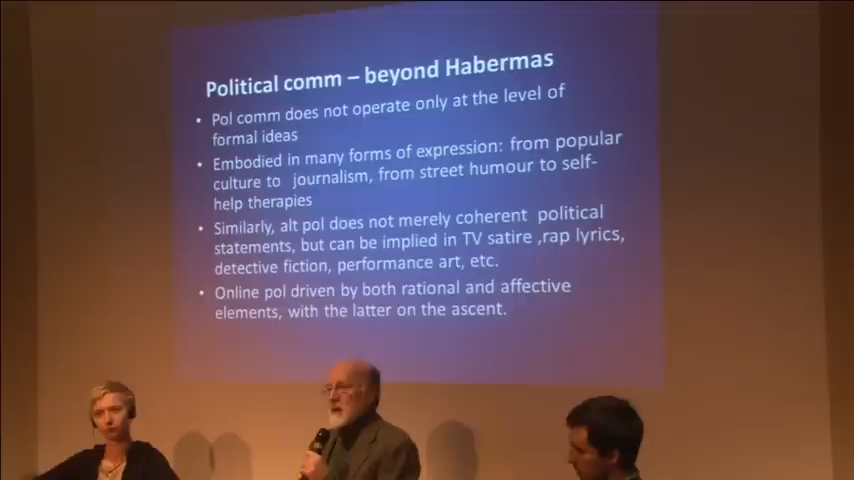 Political comm – beyond Habermas
• Pol comm does not operate only at the level of
formal ideas
• Embodied in many forms of expression: from popular
culture to journalism, from street humour to self-
help therapies
• Similarly, alt pol does not merely coherent political
statements, but can be implied in TV satire ,rap lyrics,
detective fiction, performance art, etc.
• Online pol driven by both rational and affective
elements, with the latter on the ascent.